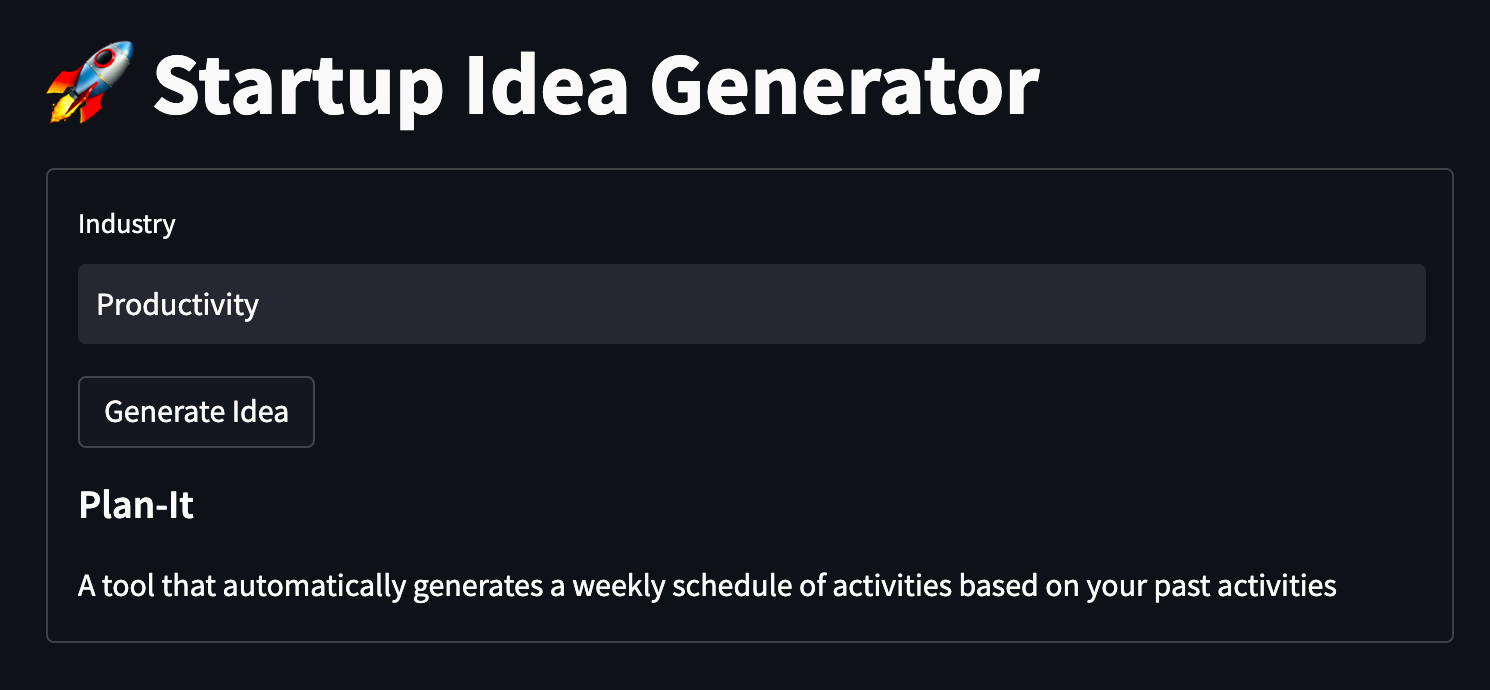 🚀 Startup Idea Generator
Industry
Productivity
Generate Idea
Plan-It
A tool that automatically generates a weekly schedule of activities based on your past activities